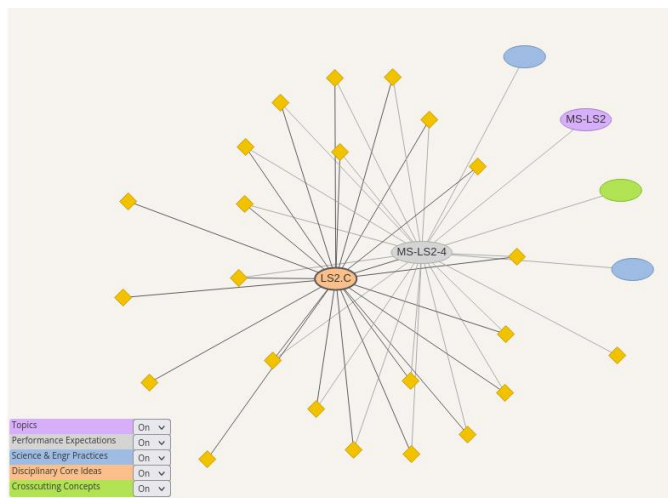 MS-LS2
MS-LS2-4
LS2.C
Topics On
Performance Expectations On
Science & Engr Practices On
Disciplinary Core Ideas On
Crosscutting Concepts On